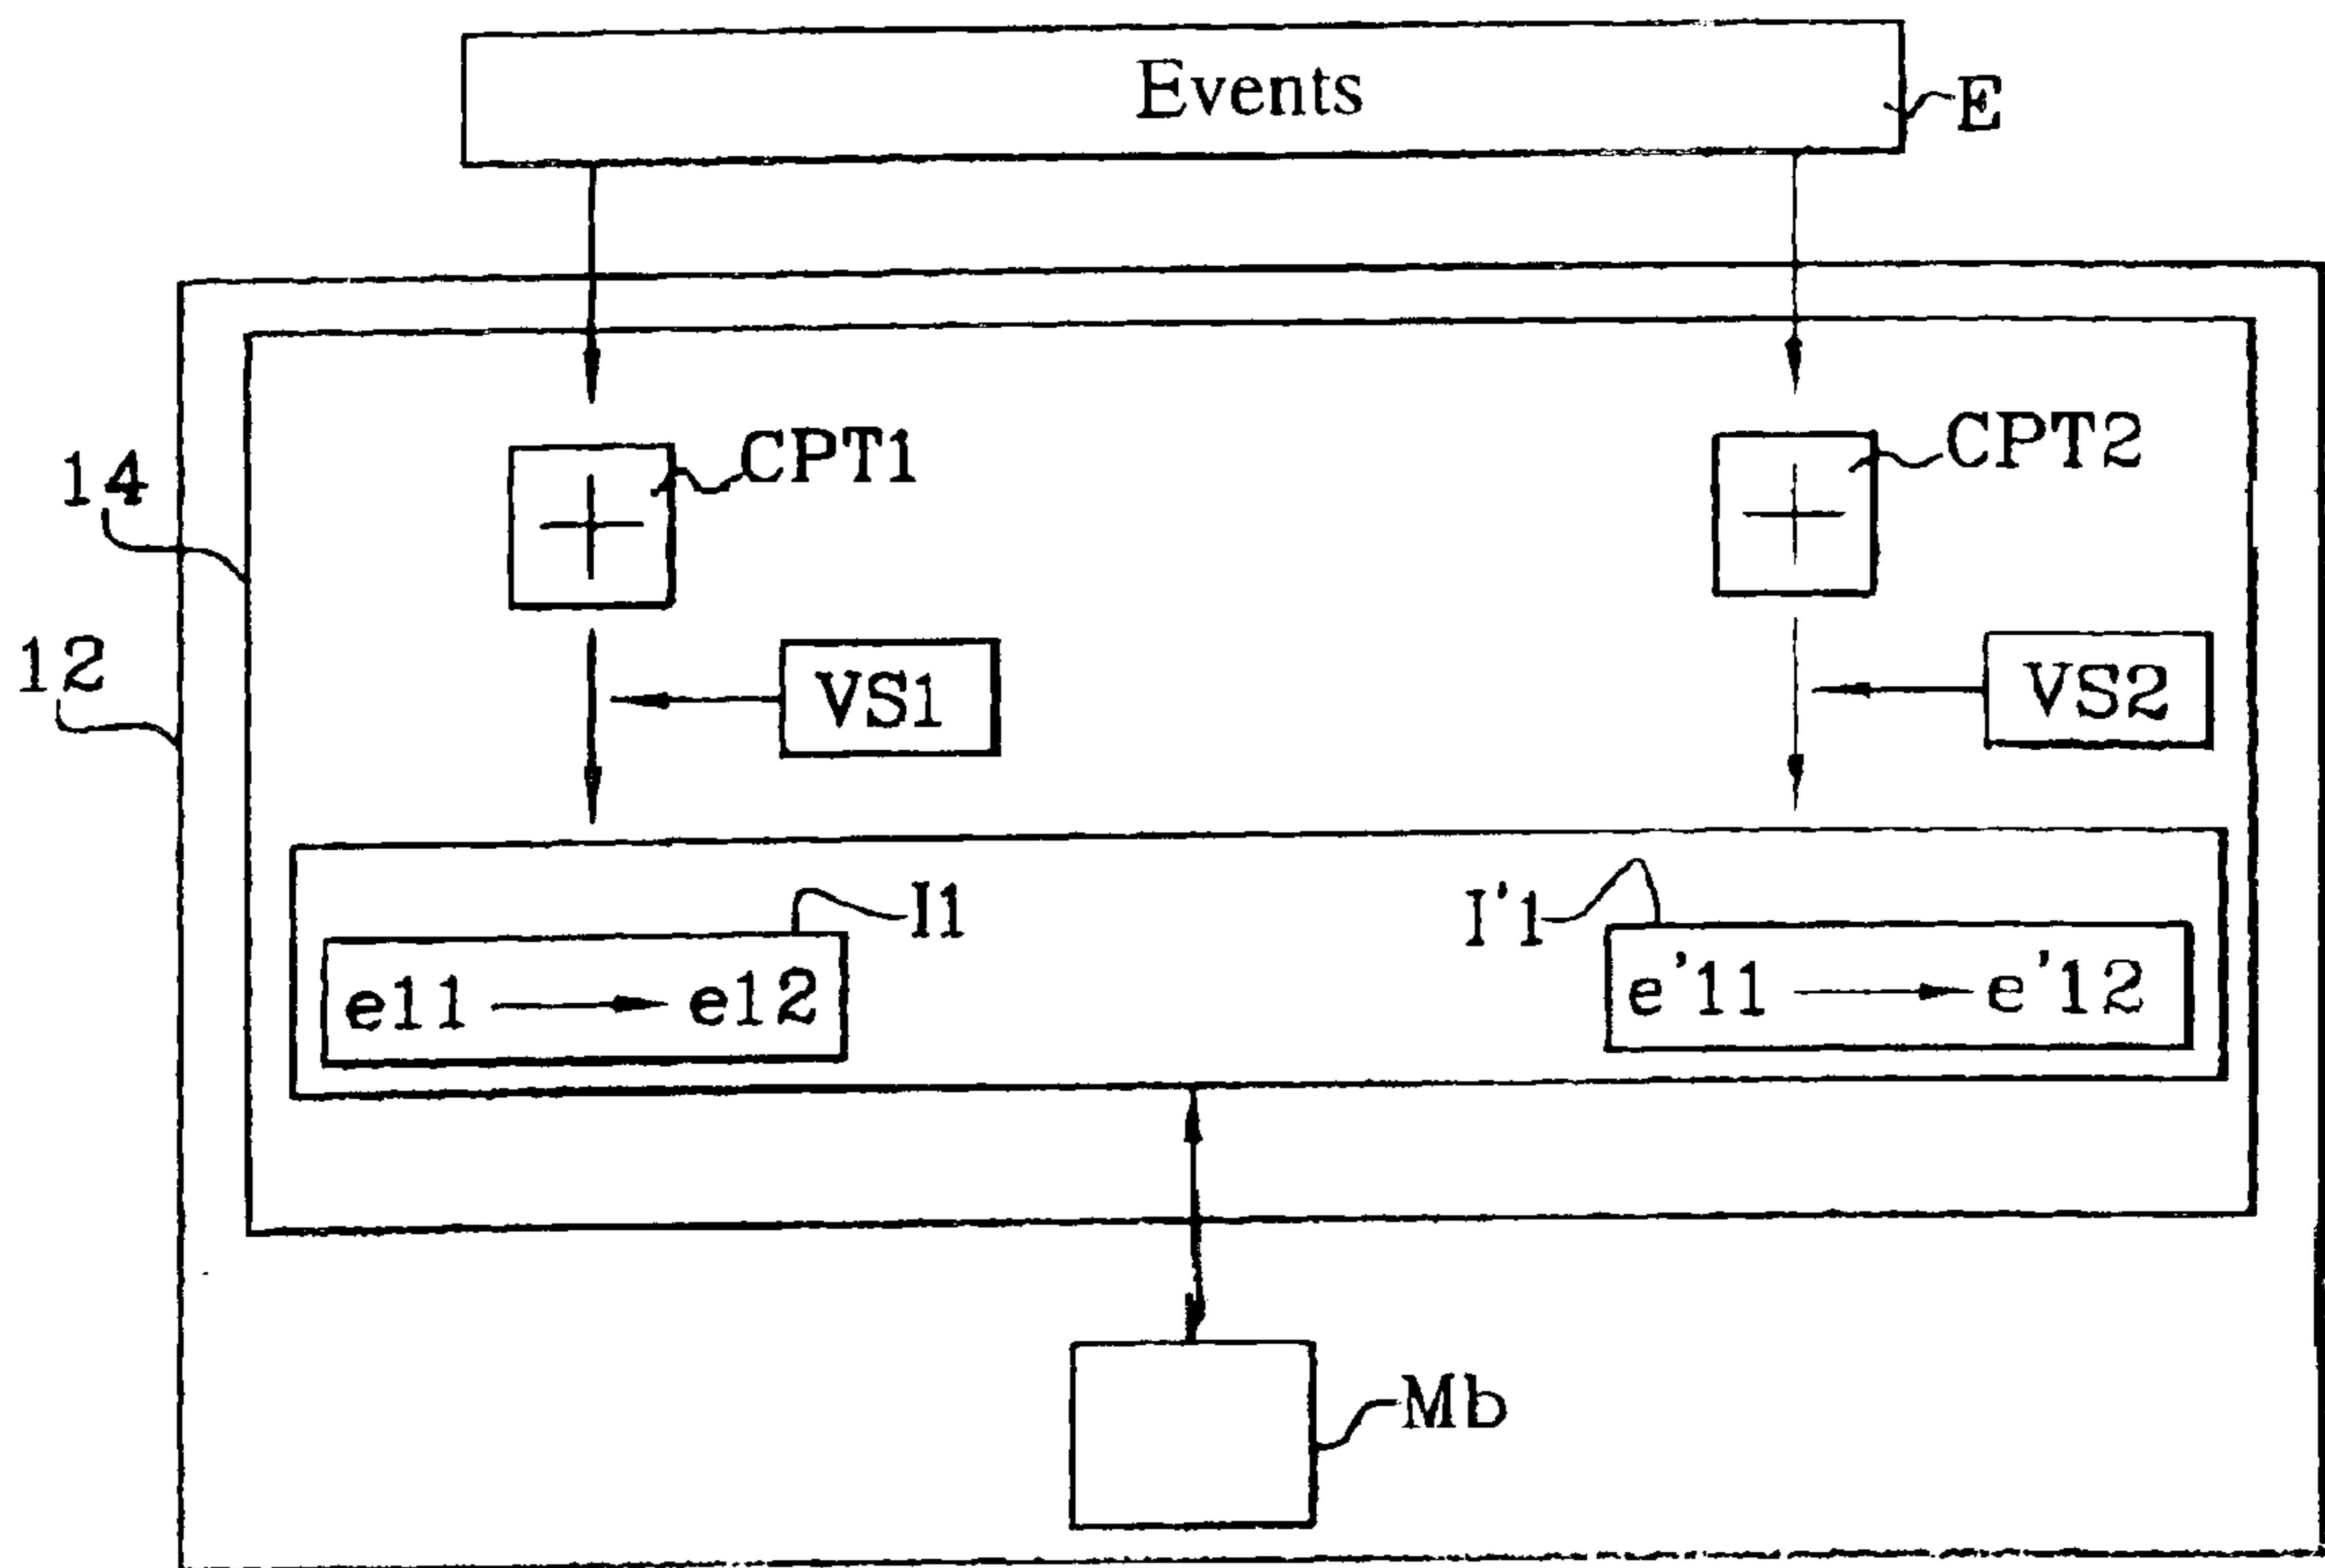 Events
E
CPT1
CPT2
14
12
VS1
VS2
I1
I'1
e11 e12
e'11 e'12
Mb